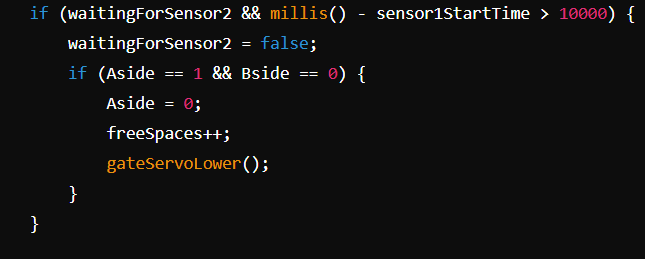 if (waitingForSensor2 && millis() - sensor1StartTime > 10000) {
waitingForSensor2 = false;
if (Aside == 1 && Bside == 0) {
Aside = 0;
freeSpaces++;
gateServoLower();
}
}